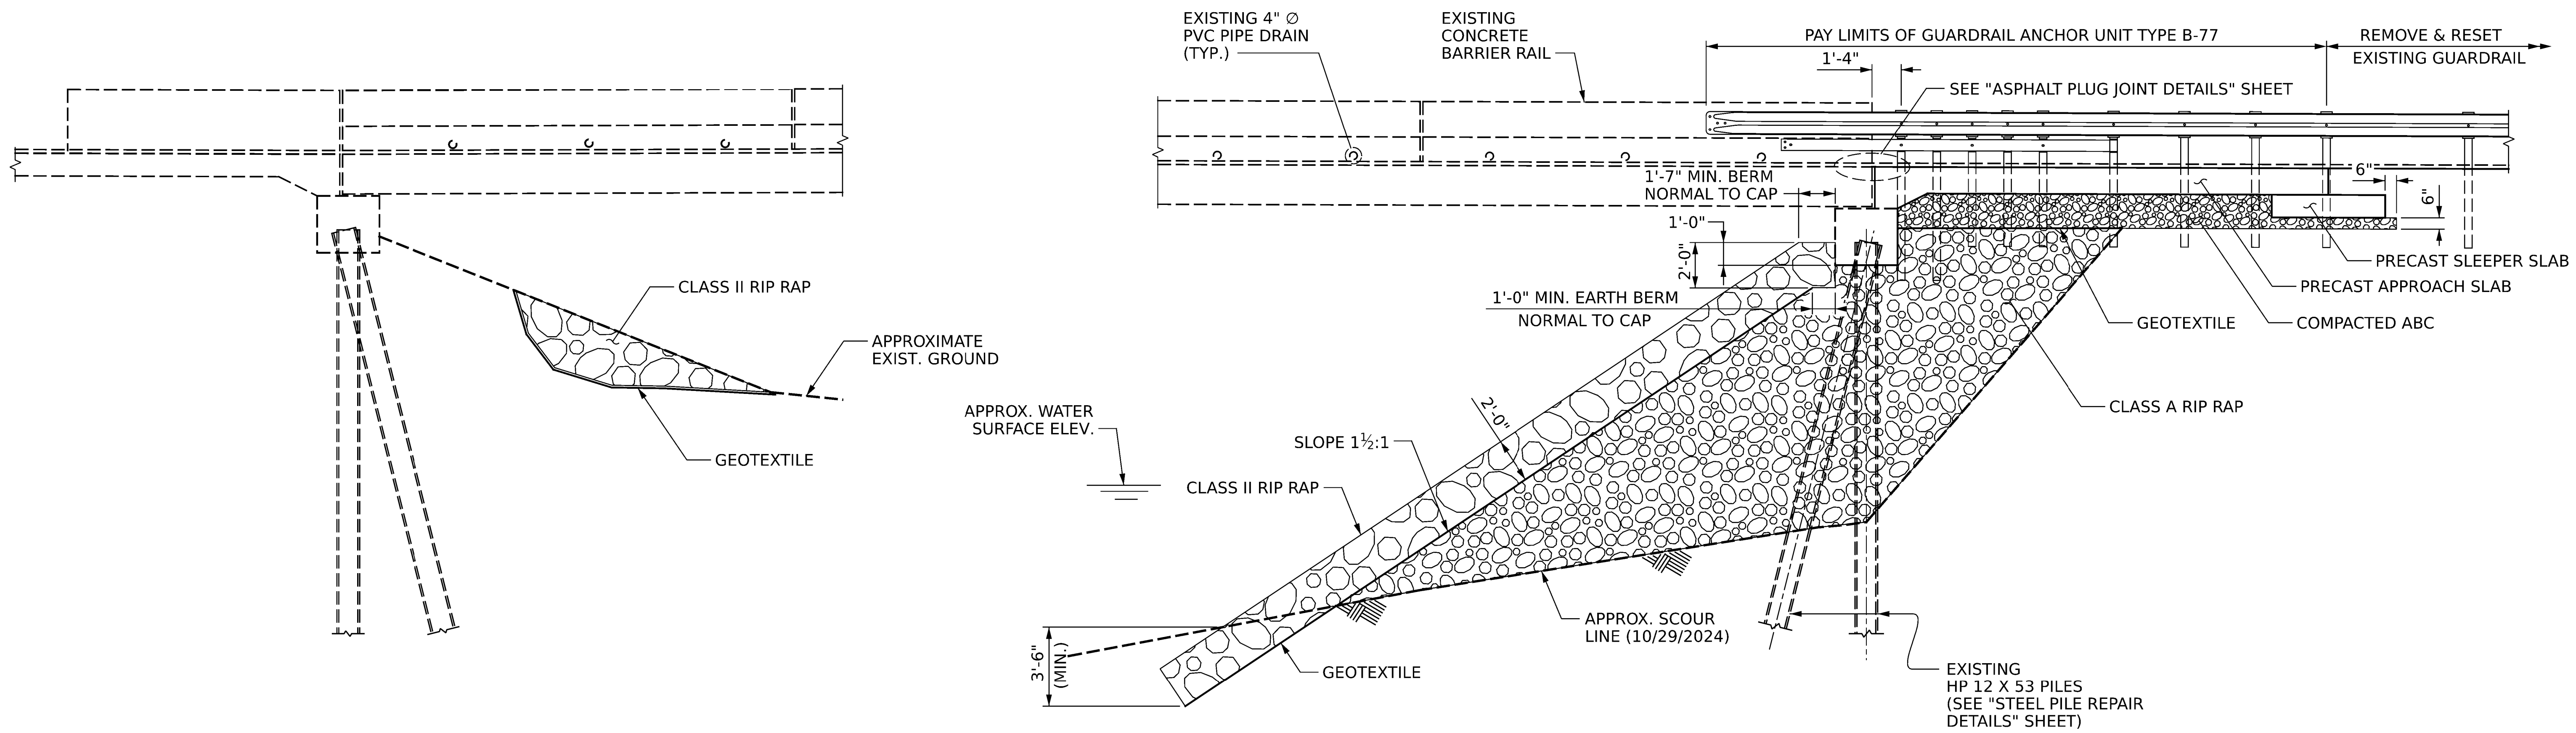 EXISTING 4" ∅
PVC PIPE DRAIN
(TYP.)
EXISTING
CONCRETE
BARRIER RAIL
PAY LIMITS OF GUARDRAIL ANCHOR UNIT TYPE B-77
REMOVE & RESET
EXISTING GUARDRAIL
1'-4"
SEE "ASPHALT PLUG JOINT DETAILS" SHEET
1'-7" MIN. BERM
NORMAL TO CAP
6"
6"
1'-0"
2'-0"
PRECAST SLEEPER SLAB
PRECAST APPROACH SLAB
1'-0" MIN. EARTH BERM
NORMAL TO CAP
GEOTEXTILE
COMPACTED ABC
CLASS II RIP RAP
APPROXIMATE
EXIST. GROUND
GEOTEXTILE
APPROX. WATER
SURFACE ELEV.
2'-0"
SLOPE 1½:1
CLASS II RIP RAP
CLASS A RIP RAP
APPROX. SCOUR
LINE (10/29/2024)
3'-6"
(MIN.)
GEOTEXTILE
EXISTING
HP 12 X 53 PILES
(SEE "STEEL PILE REPAIR
DETAILS" SHEET)